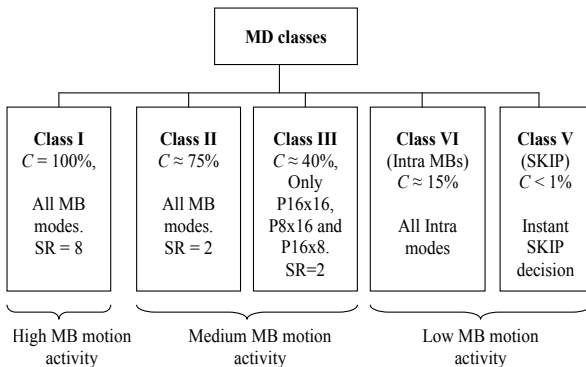 MD classes
Class I
C = 100%,
All MB
modes.
SR = 8
Class II
C ≈ 75%
All MB
modes.
SR = 2
Class III
C ≈ 40%,
Only
P16x16,
P8x16 and
P16x8.
SR=2
Class VI
(Intra MBs)
C ≈ 15%
All Intra
modes
Class V
(SKIP)
C < 1%
Instant
SKIP
decision
High MB motion
activity
Medium MB motion
activity
Low MB motion
activity